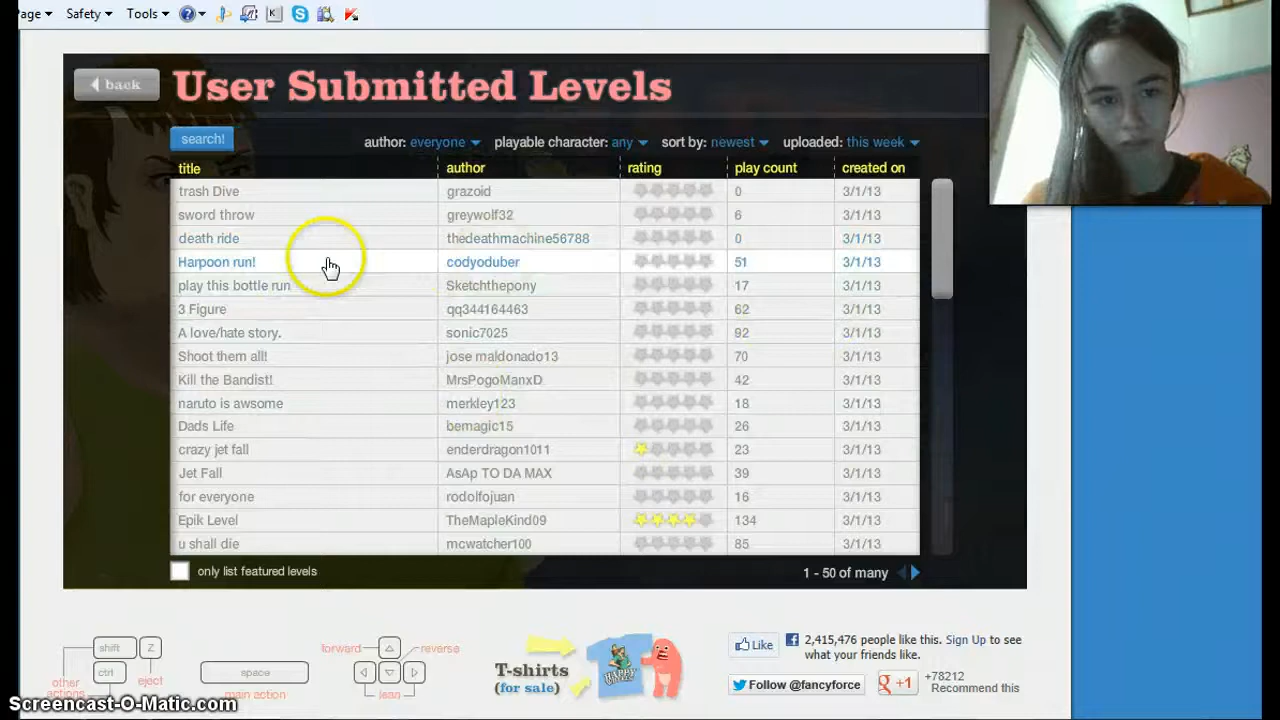 age Safety Tools
back User Submitted Levels
search! author: everyone playable character: any sort by: newest uploaded: this week
title author rating play count created on
trash Dive grazoid 0 3/1/13
sword throw greywolf32 6 3/1/13
death ride thedeathmachine56788 0 3/1/13
Harpoon run! codyoduber 51 3/1/13
play this bottle run Sketchthepony 17 3/1/13
3 Figure qq344164463 62 3/1/13
A love/hate story. sonic7025 92 3/1/13
Shoot them all! jose maldonado13 70 3/1/13
Kill the Bandist! MrsPogoManxD 42 3/1/13
naruto is awsome merkley123 18 3/1/13
Dads Life bemagic15 26 3/1/13
crazy jet fall enderdragon1011 23 3/1/13
Jet Fall AsAp TO DA MAX 39 3/1/13
for everyone rodolfojuan 16 3/1/13
Epik Level TheMapleKind09 134 3/1/13
u shall die mcwatcher100 85 3/1/13
only list featured levels 1 - 50 of many
shift Z
ctrl
other actions
eject
space
main action
forward
reverse
lean
T-shirts
(for sale)
HAPPY
Like 2,415,476 people like this. Sign Up to see
what your friends like.
Follow @fancyforce +1 +78212
Recommend this
Screencast-O-Matic.com